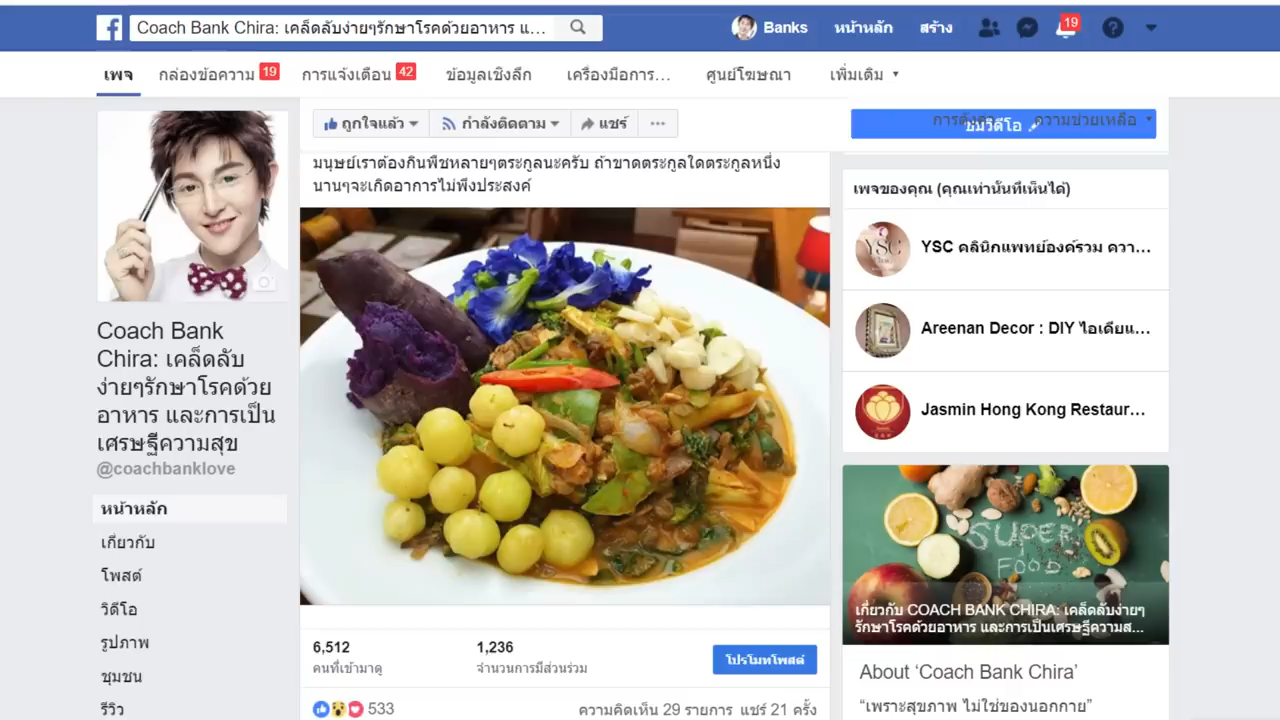 Coach Bank Chira: เคล็ดลับง่ายๆรักษาโรคด้วยอาหาร แ...
Banks
หน้าหลัก
สร้าง
19
เพจ
กล่องข้อความ 19
การแจ้งเตือน 42
ข้อมูลเชิงลึก
เครื่องมือการ...
ศูนย์โฆษณา
เพิ่มเติม
ถูกใจแล้ว
กำลังติดตาม
แชร์
ชมวิดีโอ
ความช่วยเหลือ
มนุษย์เราต้องกินพืชหลายๆตระกูลนะครับ ถ้าขาดตระกูลใดตระกูลหนึ่ง
นานๆจะเกิดอาการไม่พึงประสงค์
Coach Bank
Chira: เคล็ดลับ
ง่ายๆรักษาโรคด้วย
อาหาร และการเป็น
เศรษฐีความสุข
@coachbanklove
หน้าหลัก
เกี่ยวกับ
โพสต์
วิดีโอ
รูปภาพ
ชุมชน
รีวิว
6,512
คนที่เข้ามาดู
1,236
จำนวนการมีส่วนร่วม
โปรโมทโพสต์
533
ความคิดเห็น 29 รายการ แชร์ 21 ครั้ง
เพจของคุณ (คุณเท่านั้นที่เห็นได้)
YSC คลินิกแพทย์องค์รวม ควา...
Areenan Decor : DIY ไอเดียแ...
Jasmin Hong Kong Restaur...
SUPER
FOOD
เกี่ยวกับ COACH BANK CHIRA: เคล็ดลับง่ายๆ
รักษาโรคด้วยอาหาร และการเป็นเศรษฐีความส...
About ‘Coach Bank Chira’
“เพราะสุขภาพ ไม่ใช่ของนอกกาย”